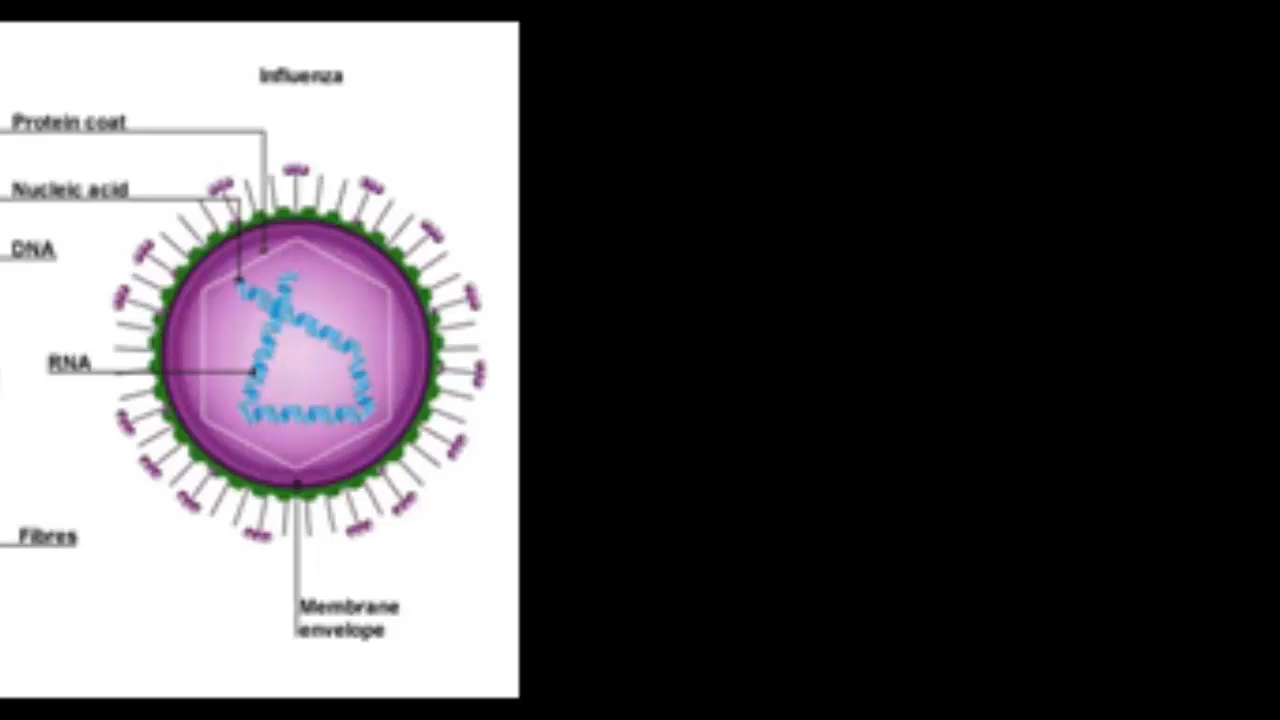 Influenza
Protein coat
Nucleic acid
DNA
RNA
Fibres
Membrane
envelope